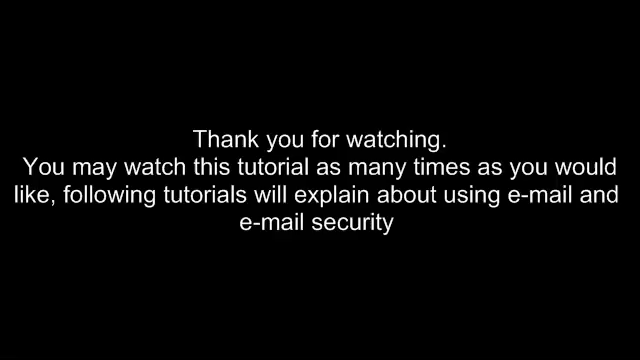 Thank you for watching.
You may watch this tutorial as many times as you would
like, following tutorials will explain about using e-mail and
e-mail security